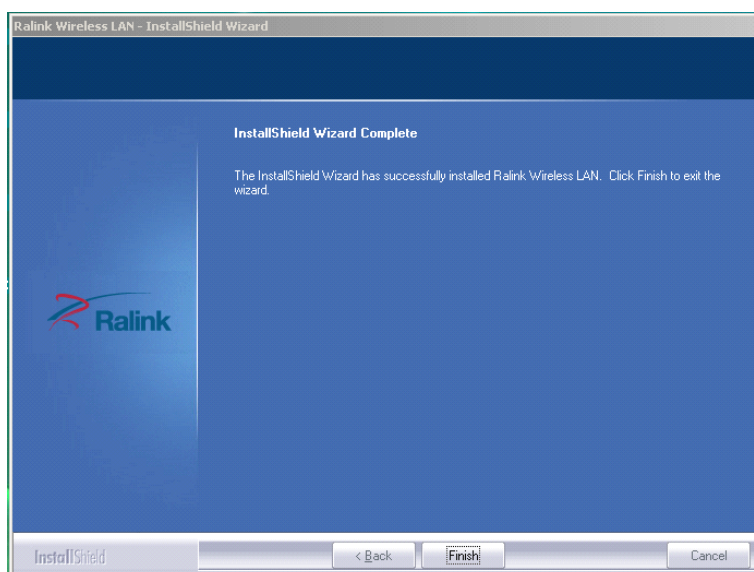 Ralink Wireless LAN - InstallShield Wizard
InstallShield Wizard Complete
The InstallShield Wizard has successfully installed Ralink Wireless LAN. Click Finish to exit the
wizard.
Ralink
InstallShield
< Back
Finish
Cancel